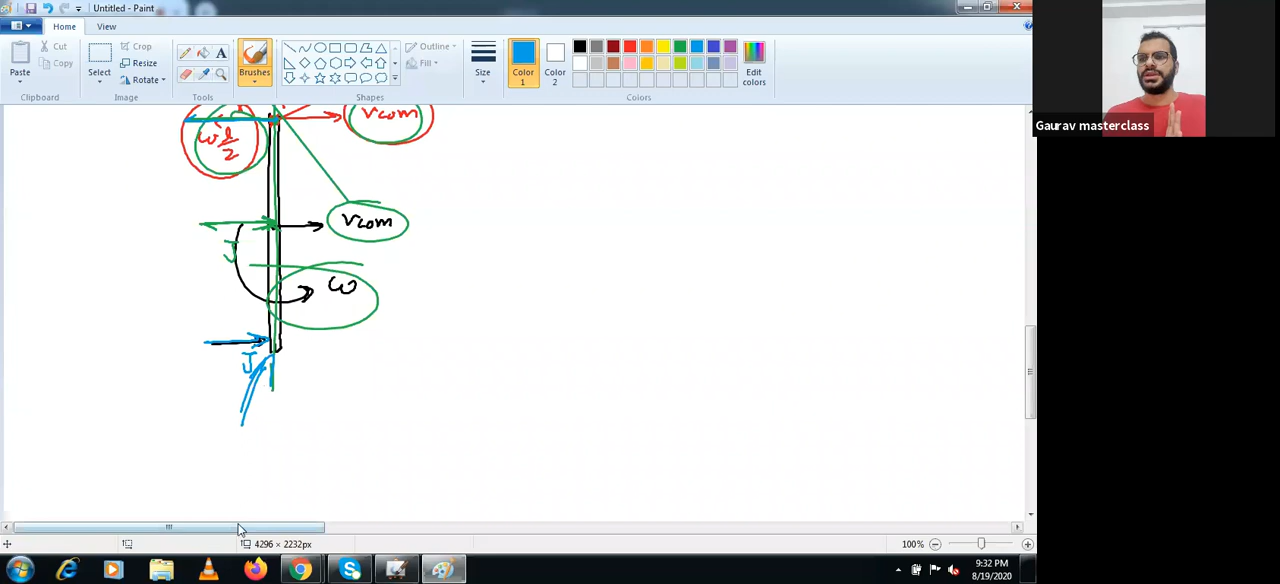 Untitled - Paint
Home
View
Paste
Cut
Copy
Clipboard
Select
Crop
Resize
Rotate
Image
Tools
Brushes
Outline
Fill
Shapes
Size
Color 1
Color 2
Colors
Edit colors
Gaurav masterclass
vcom
ωl/2
vcom
J
ω
J
4296 × 2232px
100%
9:32 PM
8/19/2020